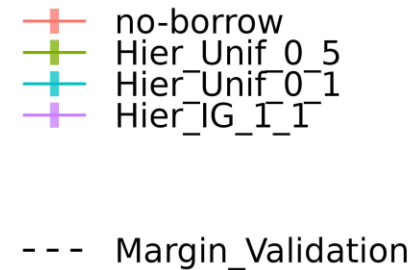 no-borrow
Hier_Unif_0_5
Hier_Unif_0_1
Hier_IG_1_1
Margin_Validation